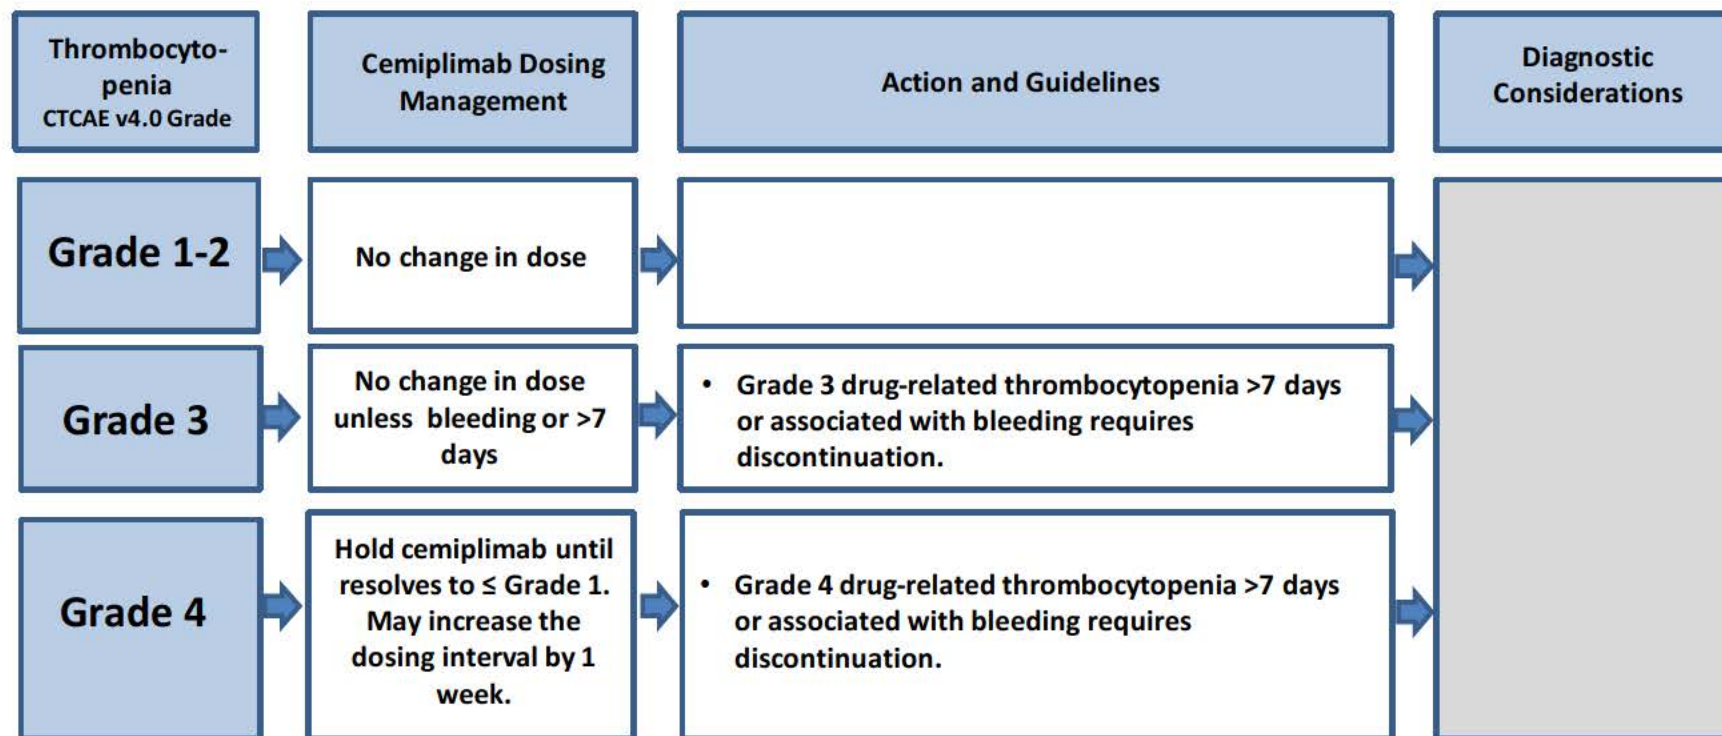 Thrombocyto-
penia
CTCAE v4.0 Grade
Cemiplimab Dosing
Management
Action and Guidelines
Diagnostic
Considerations
Grade 1-2
No change in dose
Grade 3
No change in dose
unless bleeding or >7
days
• Grade 3 drug-related thrombocytopenia >7 days
or associated with bleeding requires
discontinuation.
Grade 4
Hold cemiplimab until
resolves to ≤ Grade 1.
May increase the
dosing interval by 1
week.
• Grade 4 drug-related thrombocytopenia >7 days
or associated with bleeding requires
discontinuation.